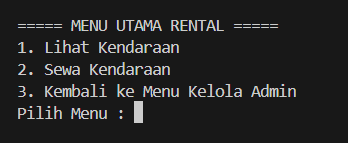 ===== MENU UTAMA RENTAL =====
1. Lihat Kendaraan
2. Sewa Kendaraan
3. Kembali ke Menu Kelola Admin
Pilih Menu :